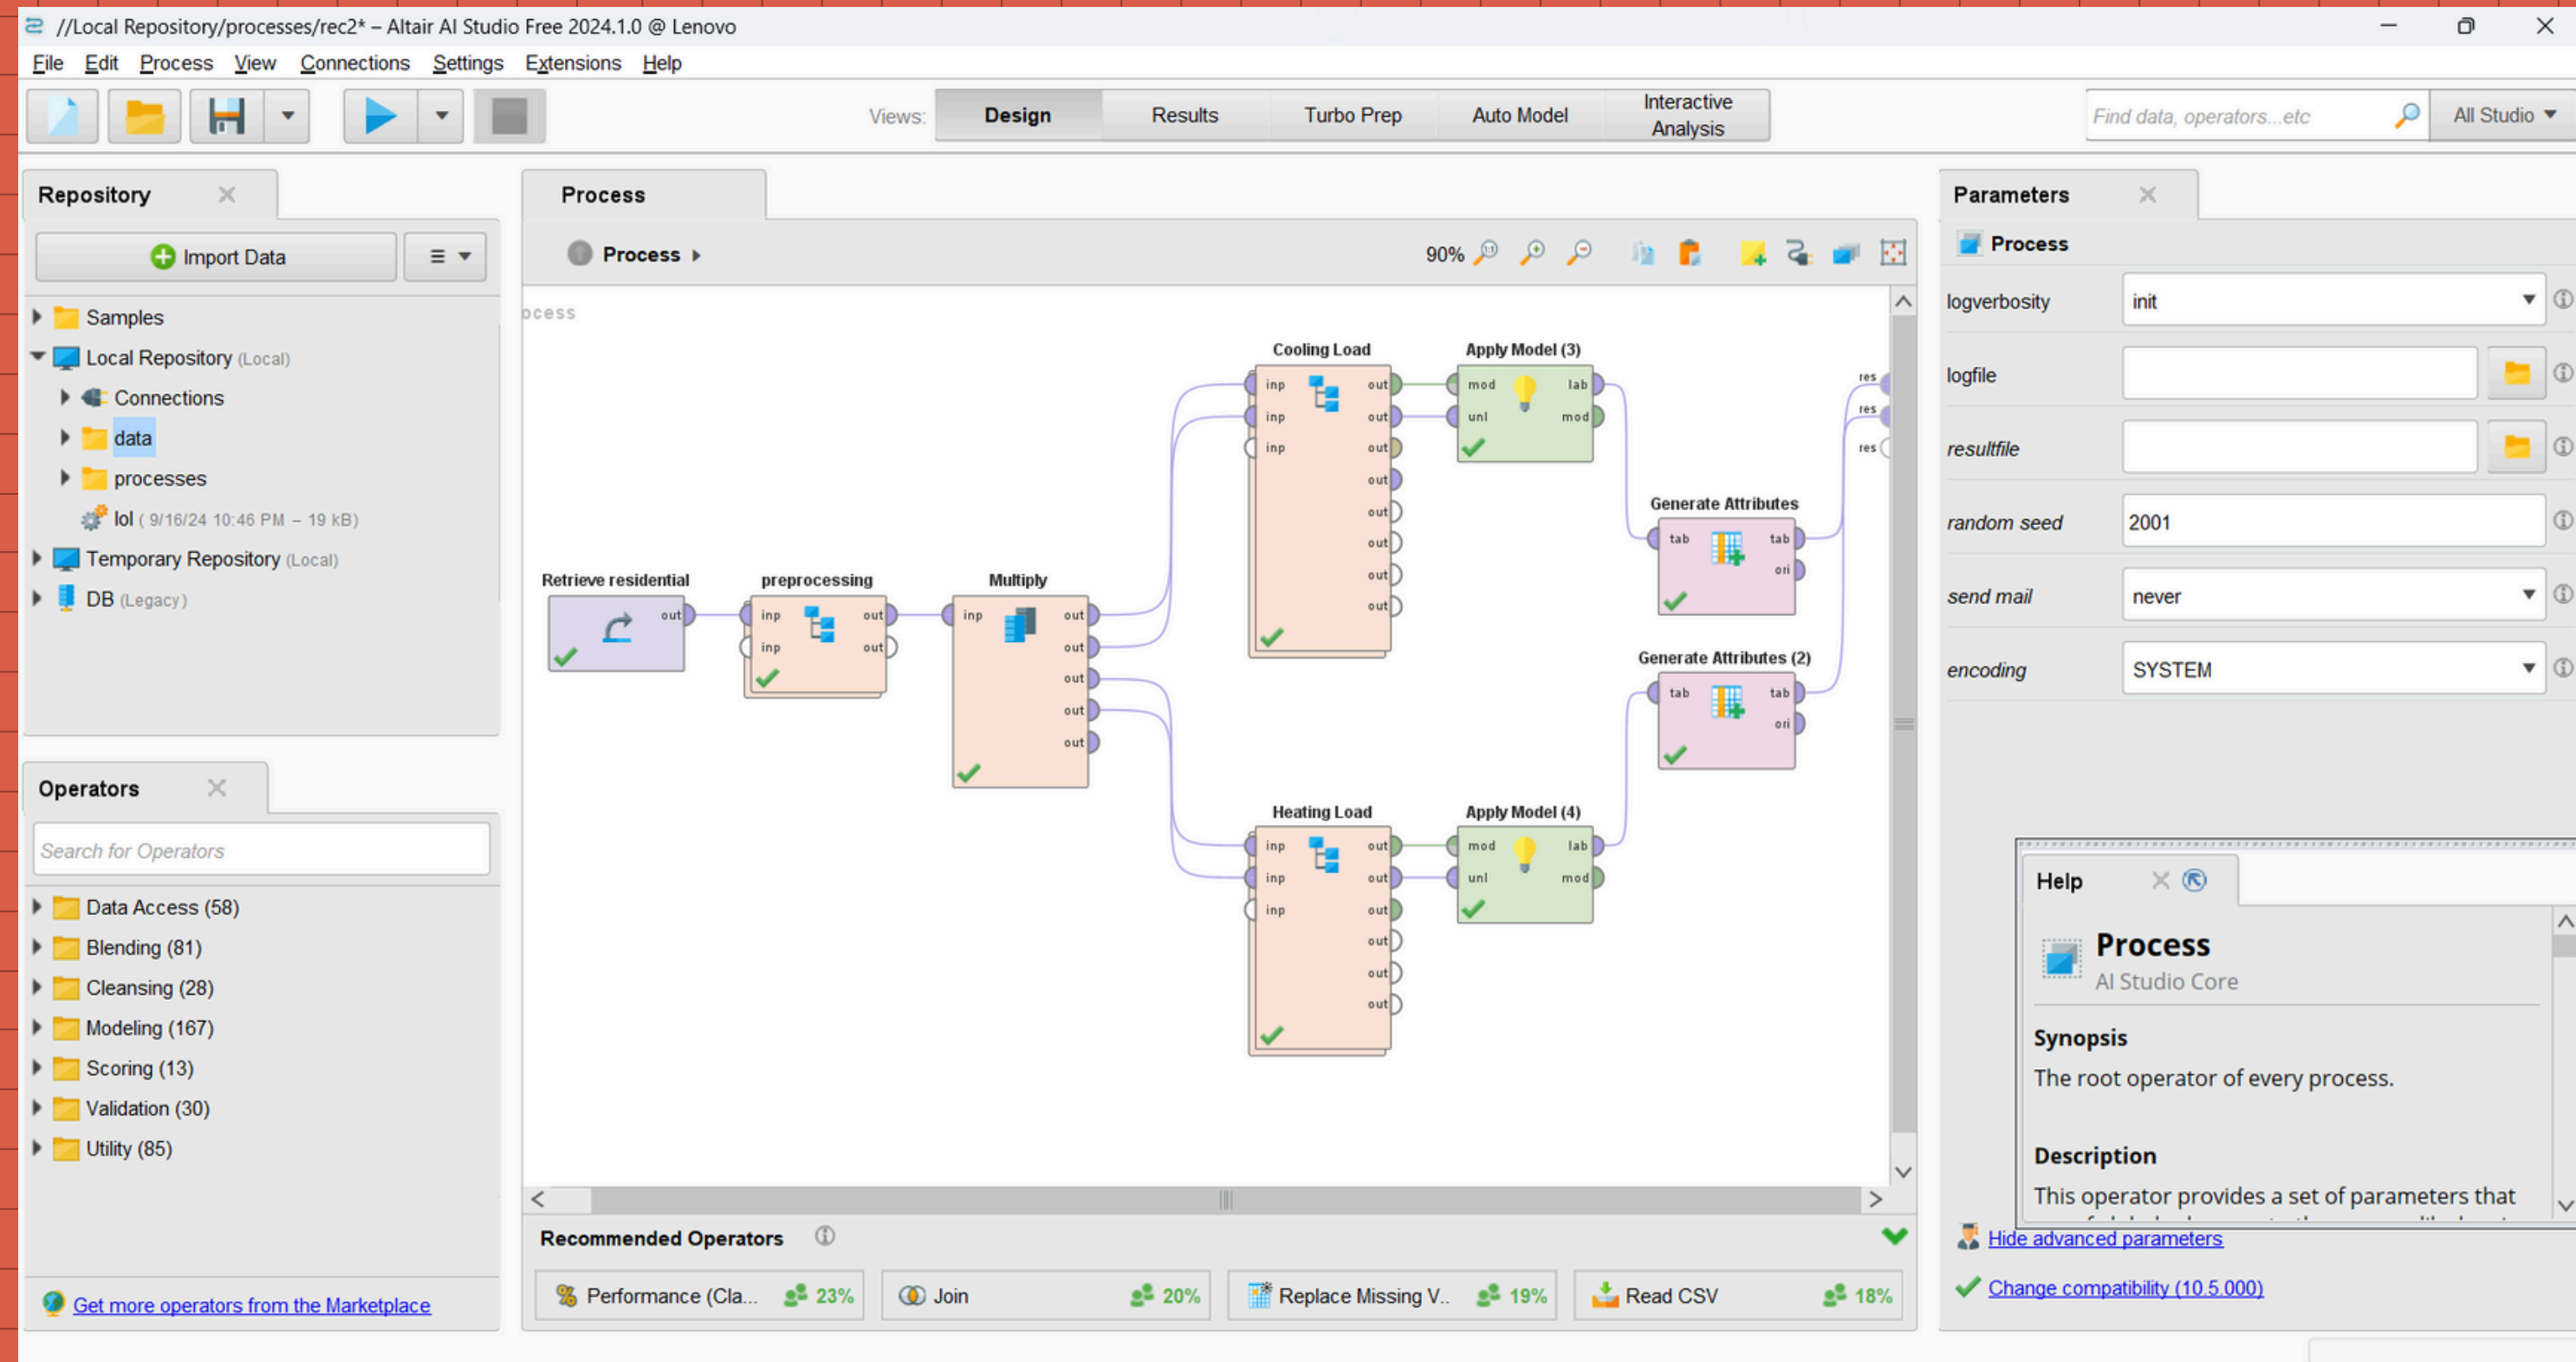 //Local Repository/processes/rec2* – Altair AI Studio Free 2024.1.0 @ Lenovo
File Edit Process View Connections Settings Extensions Help
Views: Design Results Turbo Prep Auto Model Interactive Analysis
Find data, operators...etc All Studio
Repository
Import Data
Samples
Local Repository (Local)
Connections
data
processes
lol ( 9/16/24 10:46 PM – 19 kB)
Temporary Repository (Local)
DB (Legacy)
Operators
Search for Operators
Data Access (58)
Blending (81)
Cleansing (28)
Modeling (167)
Scoring (13)
Validation (30)
Utility (85)
Get more operators from the Marketplace
Process
Process 90%
ocess
Retrieve residential
out
preprocessing
inp out
inp out
Multiply
inp out
out
out
out
out
Cooling Load
inp out
inp out
inp out
out
out
out
out
out
Apply Model (3)
mod lab
unl mod
Generate Attributes
tab tab
ori
Generate Attributes (2)
tab tab
ori
Heating Load
inp out
inp out
inp out
out
out
out
Apply Model (4)
mod lab
unl mod
res
res
res
Recommended Operators
Performance (Cla... 23%
Join 20%
Replace Missing V.. 19%
Read CSV 18%
Parameters
Process
logverbosity init
logfile
resultfile
random seed 2001
send mail never
encoding SYSTEM
Help
Process
AI Studio Core
Synopsis
The root operator of every process.
Description
This operator provides a set of parameters that
Hide advanced parameters
Change compatibility (10.5.000)